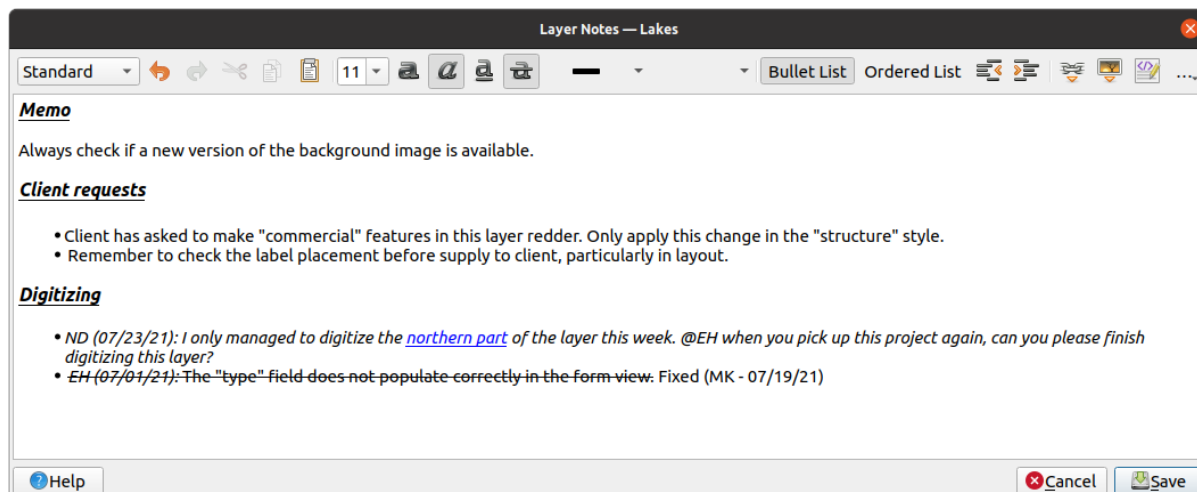 Layer Notes — Lakes
Standard 11 a a a a Bullet List Ordered List ...
Memo
Always check if a new version of the background image is available.
Client requests
• Client has asked to make "commercial" features in this layer redder. Only apply this change in the "structure" style.
• Remember to check the label placement before supply to client, particularly in layout.
Digitizing
• ND (07/23/21): I only managed to digitize the northern part of the layer this week. @EH when you pick up this project again, can you please finish
digitizing this layer?
• EH (07/01/21): The "type" field does not populate correctly in the form view. Fixed (MK - 07/19/21)
Help Cancel Save